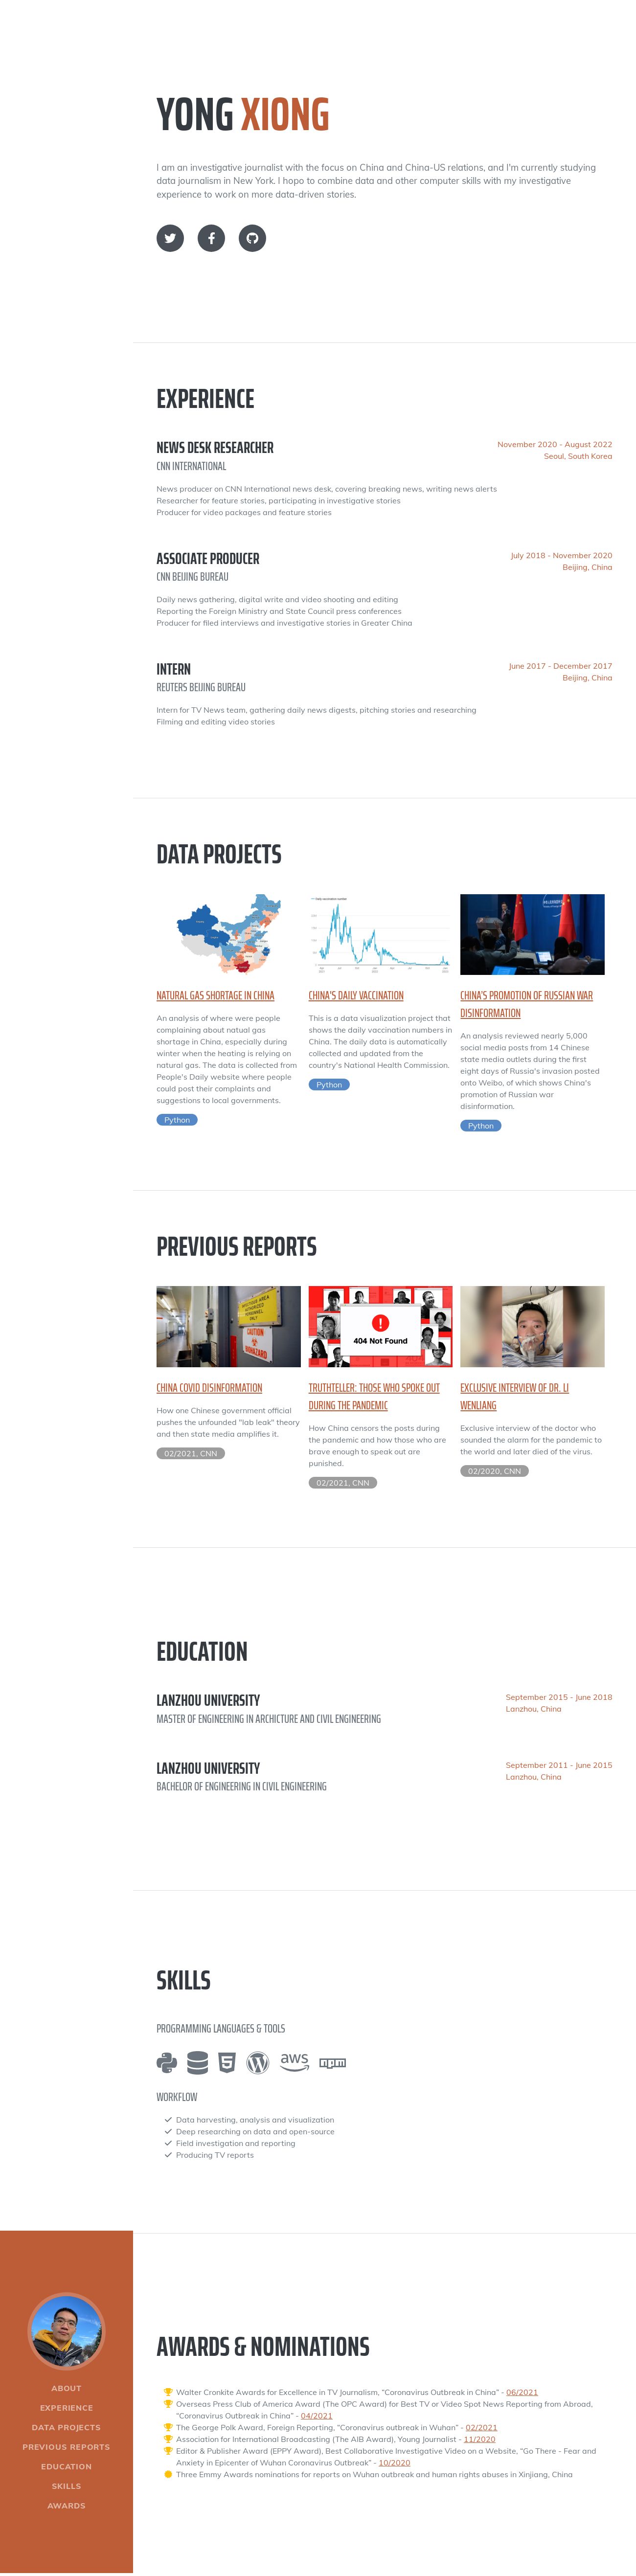 YONG XIONG
I am an investigative journalist with the focus on China and China-US relations, and I'm currently studying
data journalism in New York. I hopo to combine data and other computer skills with my investigative
experience to work on more data-driven stories.
EXPERIENCE
NEWS DESK RESEARCHER
November 2020 - August 2022
Seoul, South Korea
CNN INTERNATIONAL
News producer on CNN International news desk, covering breaking news, writing news alerts
Researcher for feature stories, participating in investigative stories
Producer for video packages and feature stories
ASSOCIATE PRODUCER
July 2018 - November 2020
Beijing, China
CNN BEIJING BUREAU
Daily news gathering, digital write and video shooting and editing
Reporting the Foreign Ministry and State Council press conferences
Producer for filed interviews and investigative stories in Greater China
INTERN
June 2017 - December 2017
Beijing, China
REUTERS BEIJING BUREAU
Intern for TV News team, gathering daily news digests, pitching stories and researching
Filming and editing video stories
DATA PROJECTS
NATURAL GAS SHORTAGE IN CHINA
An analysis of where were people
complaining about natual gas
shortage in China, especially during
winter when the heating is relying on
natural gas. The data is collected from
People's Daily website where people
could post their complaints and
suggestions to local governments.
Python
CHINA'S DAILY VACCINATION
This is a data visualization project that
shows the daily vaccination numbers in
China. The daily data is automatically
collected and updated from the
country's National Health Commission.
Python
CHINA'S PROMOTION OF RUSSIAN WAR
DISINFORMATION
An analysis reviewed nearly 5,000
social media posts from 14 Chinese
state media outlets during the first
eight days of Russia's invasion posted
onto Weibo, of which shows China's
promotion of Russian war
disinformation.
Python
PREVIOUS REPORTS
CAUTION
BIOHAZARD
CHINA COVID DISINFORMATION
How one Chinese government official
pushes the unfounded "lab leak" theory
and then state media amplifies it.
02/2021, CNN
404 Not Found
TRUTHTELLER: THOSE WHO SPOKE OUT
DURING THE PANDEMIC
How China censors the posts during
the pandemic and how those who are
brave enough to speak out are
punished.
02/2021, CNN
EXCLUSIVE INTERVIEW OF DR. LI
WENLIANG
Exclusive interview of the doctor who
sounded the alarm for the pandemic to
the world and later died of the virus.
02/2020, CNN
EDUCATION
LANZHOU UNIVERSITY
September 2015 - June 2018
Lanzhou, China
MASTER OF ENGINEERING IN ARCHICTURE AND CIVIL ENGINEERING
LANZHOU UNIVERSITY
September 2011 - June 2015
Lanzhou, China
BACHELOR OF ENGINEERING IN CIVIL ENGINEERING
SKILLS
PROGRAMMING LANGUAGES & TOOLS
aws npm
WORKFLOW
Data harvesting, analysis and visualization
Deep researching on data and open-source
Field investigation and reporting
Producing TV reports
ABOUT
EXPERIENCE
DATA PROJECTS
PREVIOUS REPORTS
EDUCATION
SKILLS
AWARDS
AWARDS & NOMINATIONS
Walter Cronkite Awards for Excellence in TV Journalism, “Coronavirus Outbreak in China” - 06/2021
Overseas Press Club of America Award (The OPC Award) for Best TV or Video Spot News Reporting from Abroad,
“Coronavirus Outbreak in China” - 04/2021
The George Polk Award, Foreign Reporting, “Coronavirus outbreak in Wuhan” - 02/2021
Association for International Broadcasting (The AIB Award), Young Journalist - 11/2020
Editor & Publisher Award (EPPY Award), Best Collaborative Investigative Video on a Website, “Go There - Fear and
Anxiety in Epicenter of Wuhan Coronavirus Outbreak” - 10/2020
Three Emmy Awards nominations for reports on Wuhan outbreak and human rights abuses in Xinjiang, China